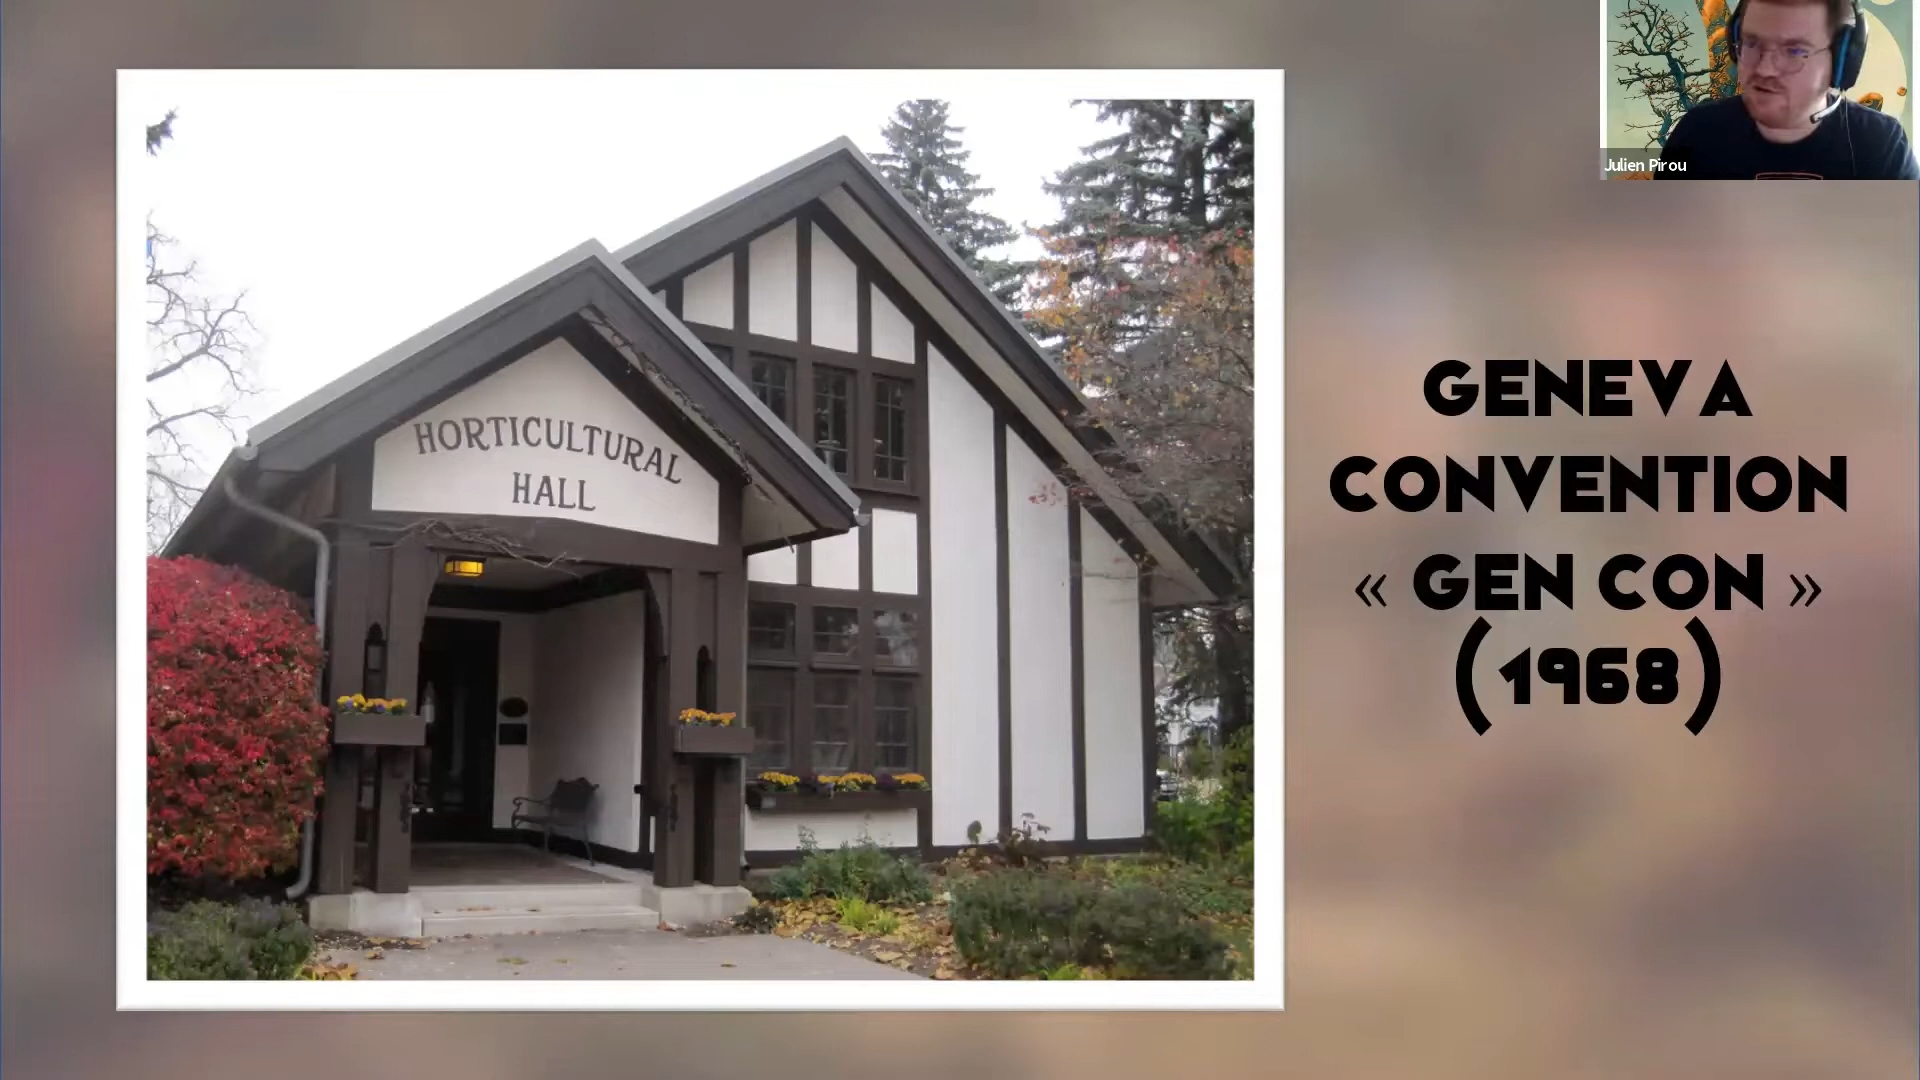 HORTICULTURAL
HALL
GENEVA
CONVENTION
« GEN CON »
(1968)
Julien Pirou